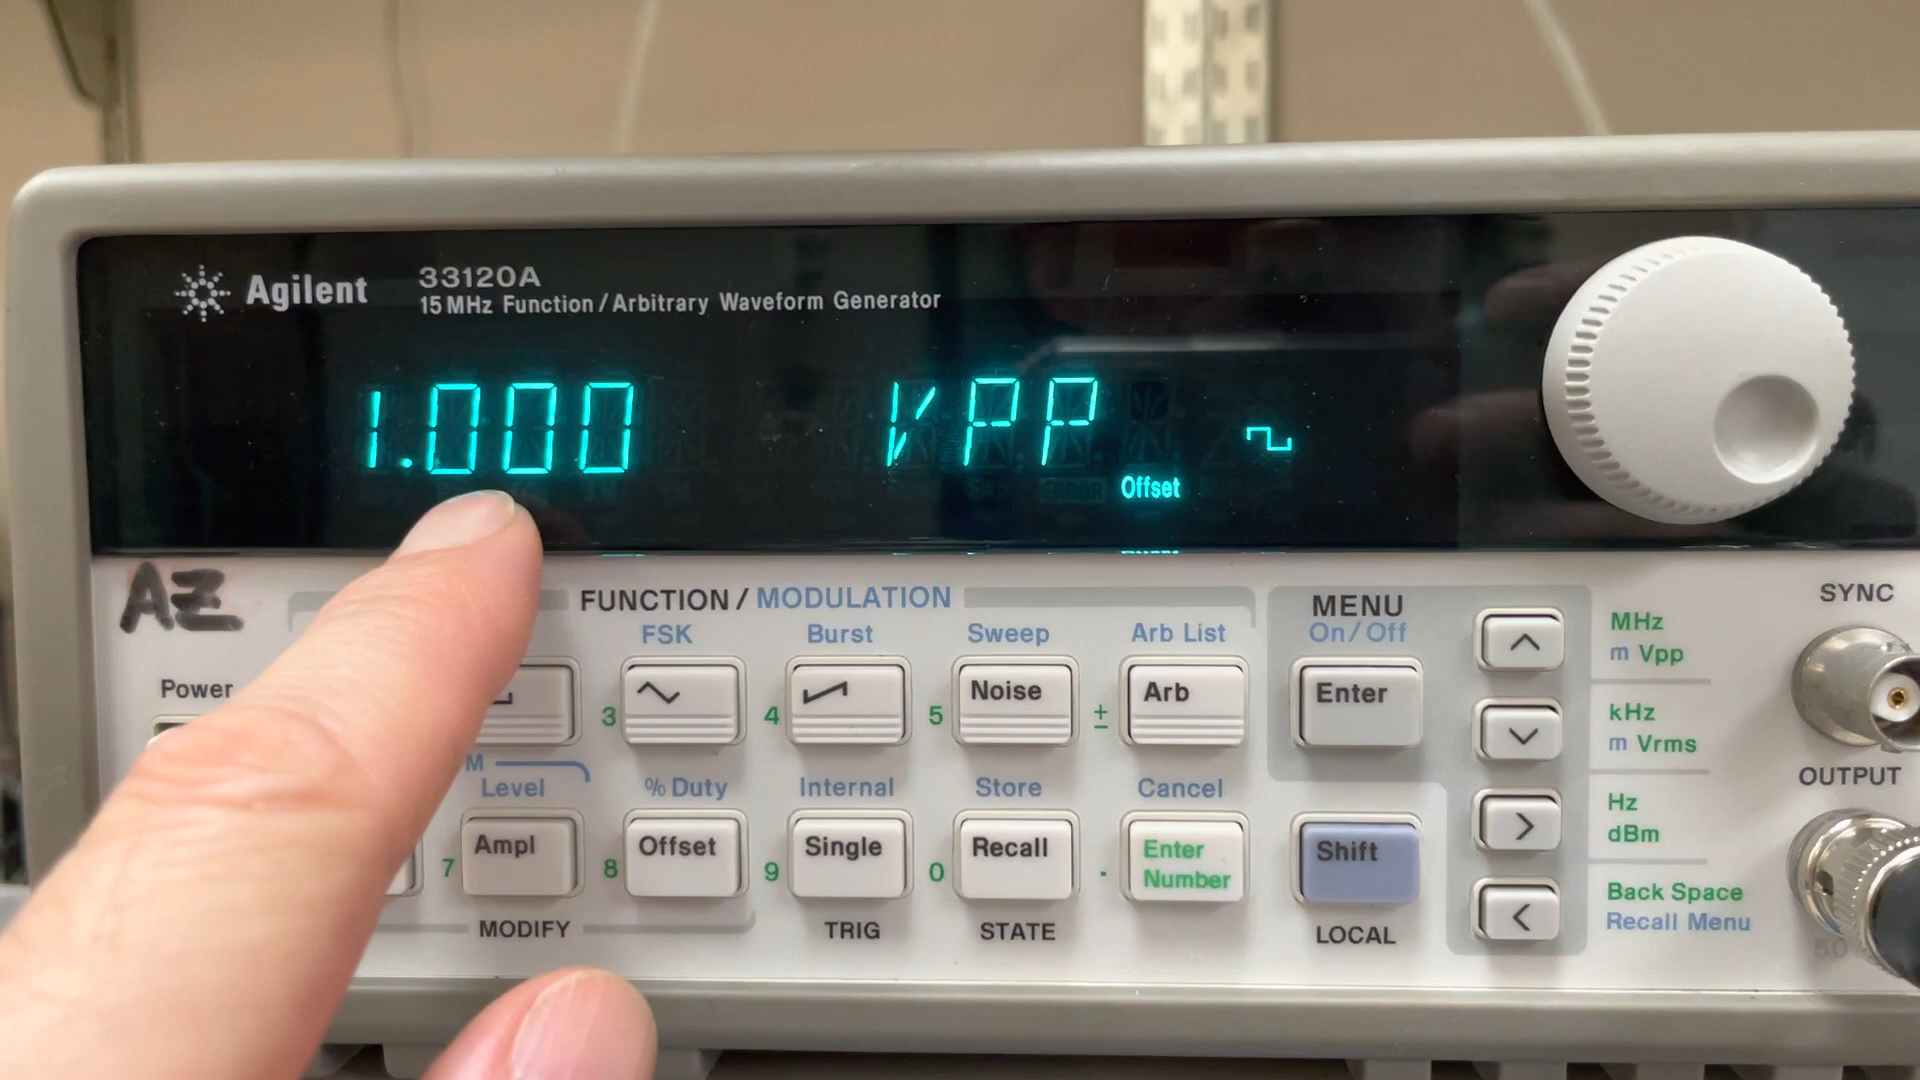 Agilent
33120A
15 MHz Function / Arbitrary Waveform Generator
1.000 VPP
Offset
AZ
FUNCTION / MODULATION
MENU
On/Off
FSK Burst Sweep Arb List
Power
3 4 5 Noise ± Arb Enter
M
Level % Duty Internal Store Cancel
Ampl Offset Single Recall Enter Number Shift
7 8 9 0 .
MODIFY TRIG STATE LOCAL
MHz
m Vpp
kHz
m Vrms
Hz
dBm
Back Space
Recall Menu
SYNC
OUTPUT